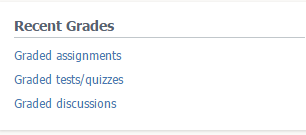 Recent Grades
Graded assignments
Graded tests/quizzes
Graded discussions